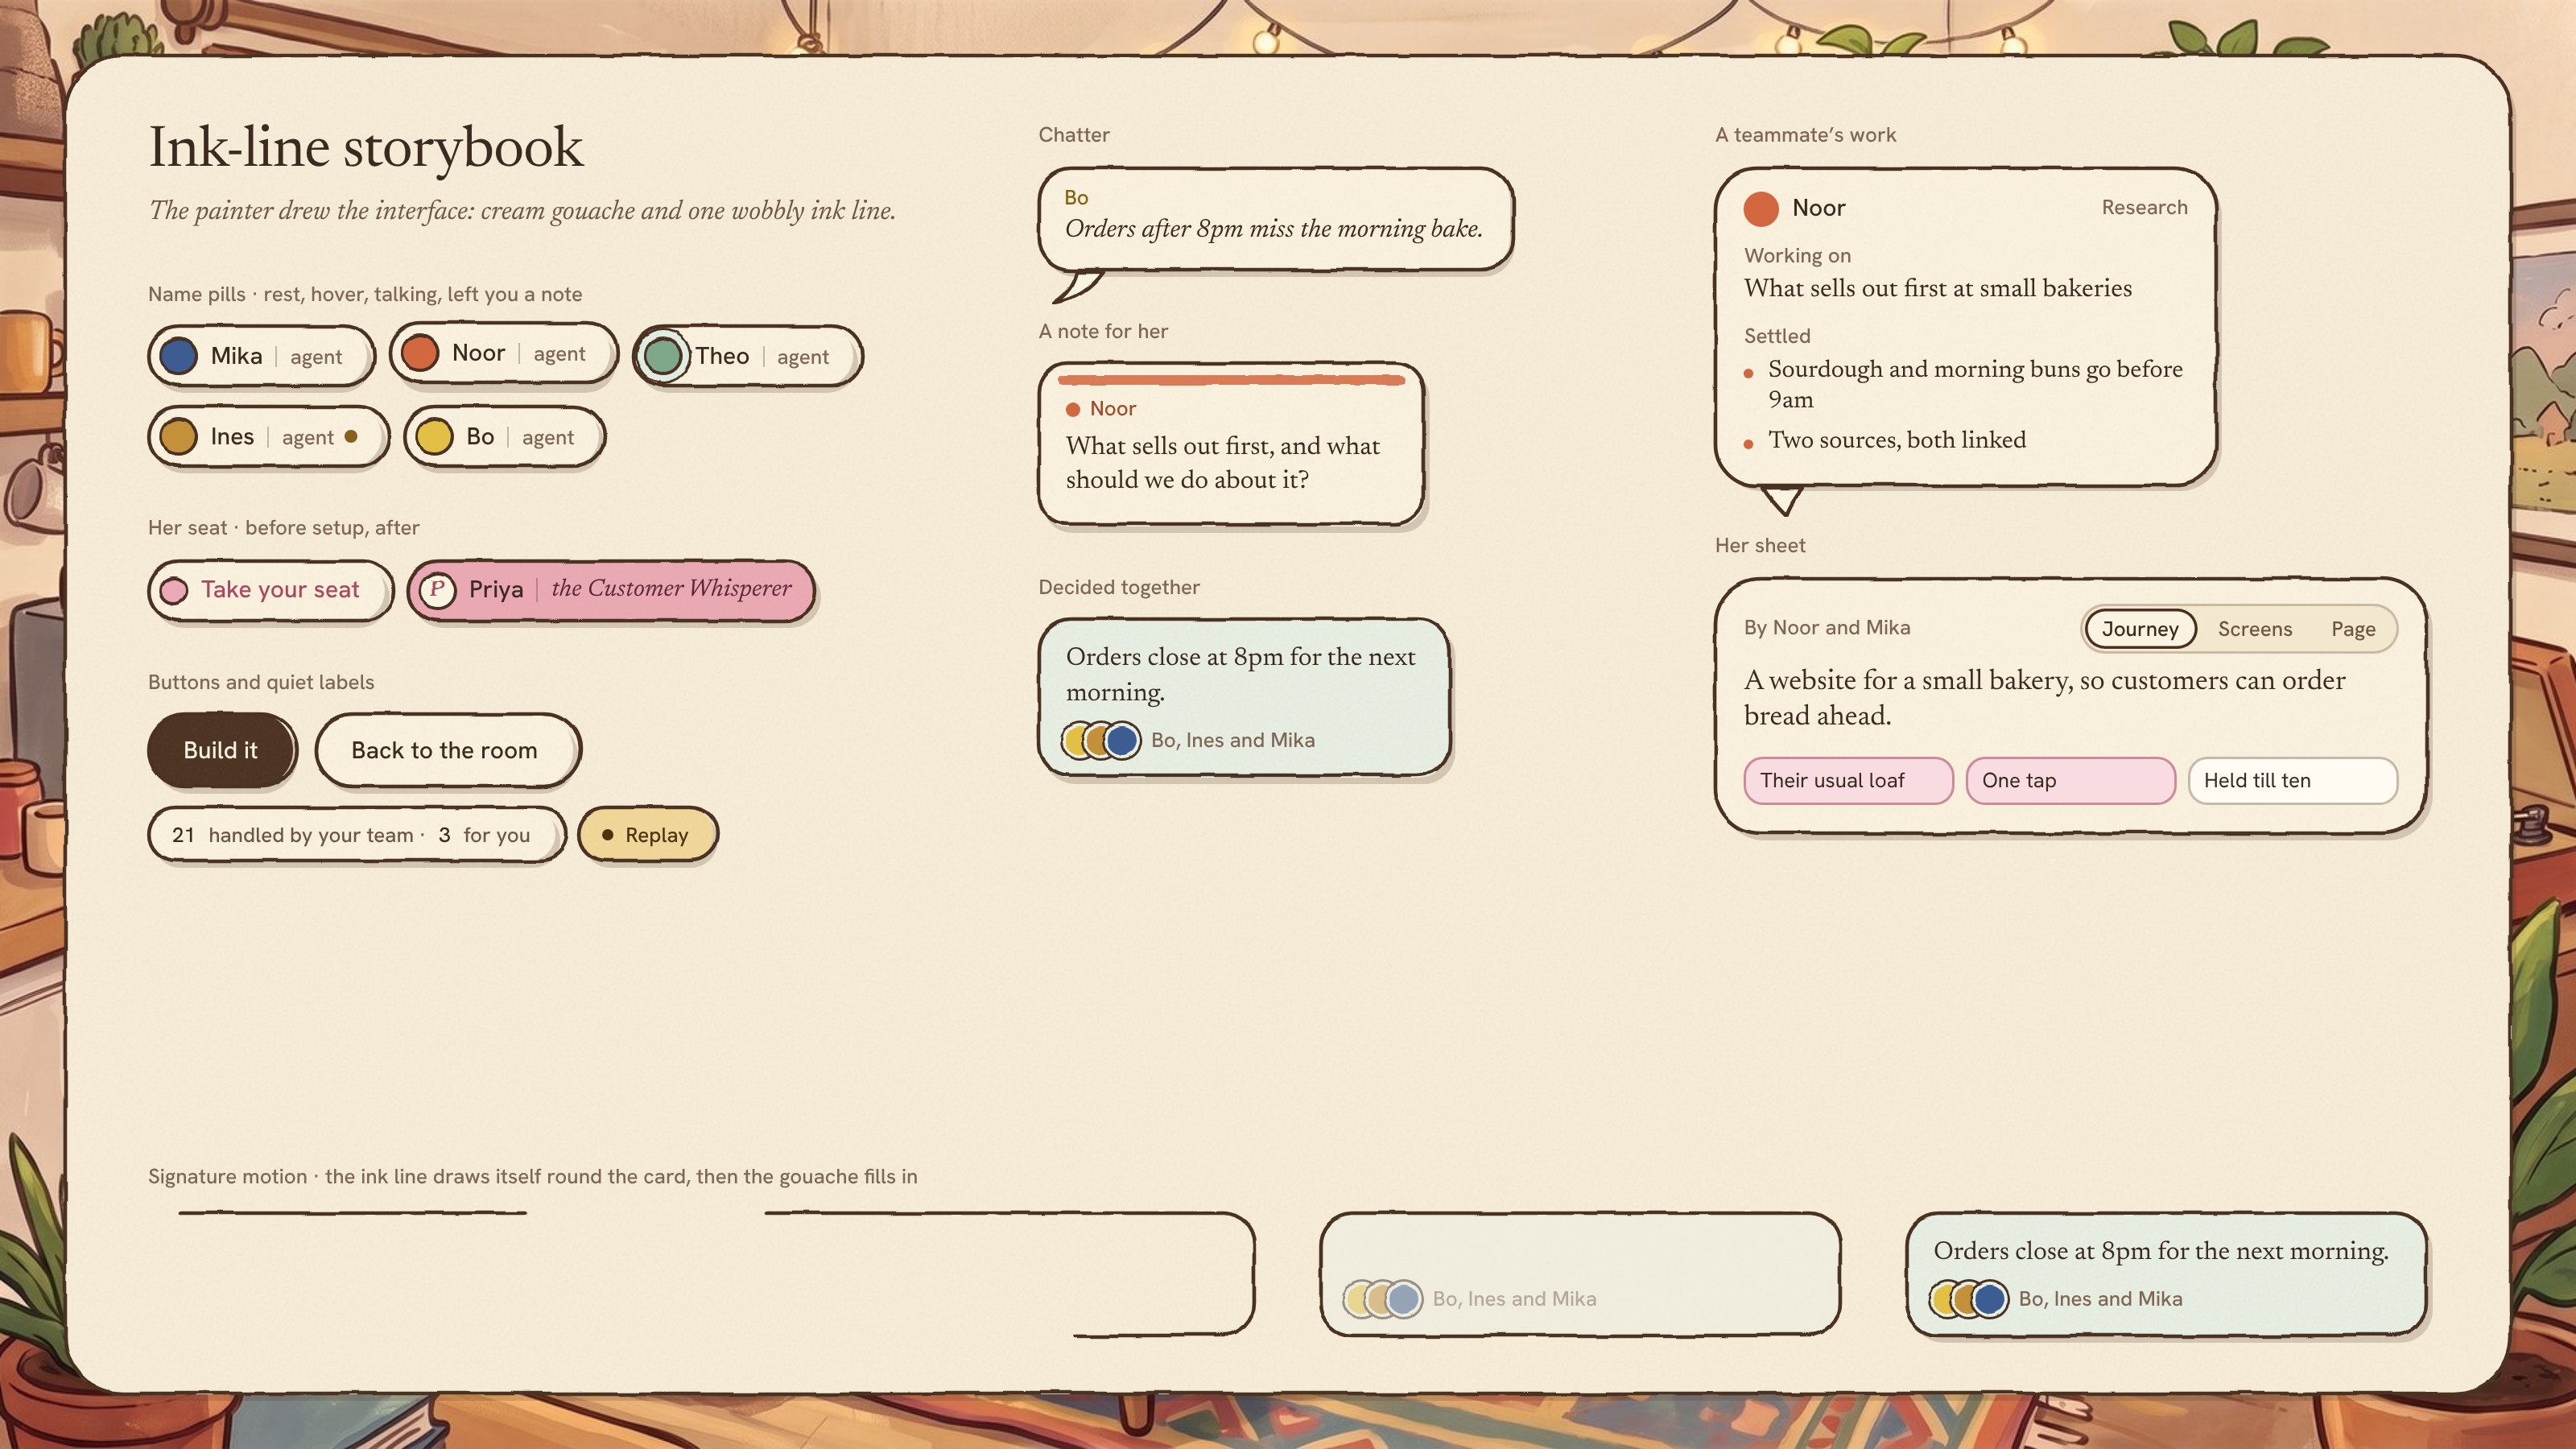 Ink-line storybook
The painter drew the interface: cream gouache and one wobbly ink line.
Name pills · rest, hover, talking, left you a note
Mika | agent
Noor | agent
Theo | agent
Ines | agent
Bo | agent
Her seat · before setup, after
Take your seat
P Priya | the Customer Whisperer
Buttons and quiet labels
Build it
Back to the room
21 handled by your team · 3 for you
Replay
Chatter
Bo
Orders after 8pm miss the morning bake.
A note for her
Noor
What sells out first, and what
should we do about it?
Decided together
Orders close at 8pm for the next
morning.
Bo, Ines and Mika
A teammate’s work
Noor
Research
Working on
What sells out first at small bakeries
Settled
Sourdough and morning buns go before
9am
Two sources, both linked
Her sheet
By Noor and Mika
Journey
Screens
Page
A website for a small bakery, so customers can order
bread ahead.
Their usual loaf
One tap
Held till ten
Signature motion · the ink line draws itself round the card, then the gouache fills in
Bo, Ines and Mika
Orders close at 8pm for the next morning.
Bo, Ines and Mika